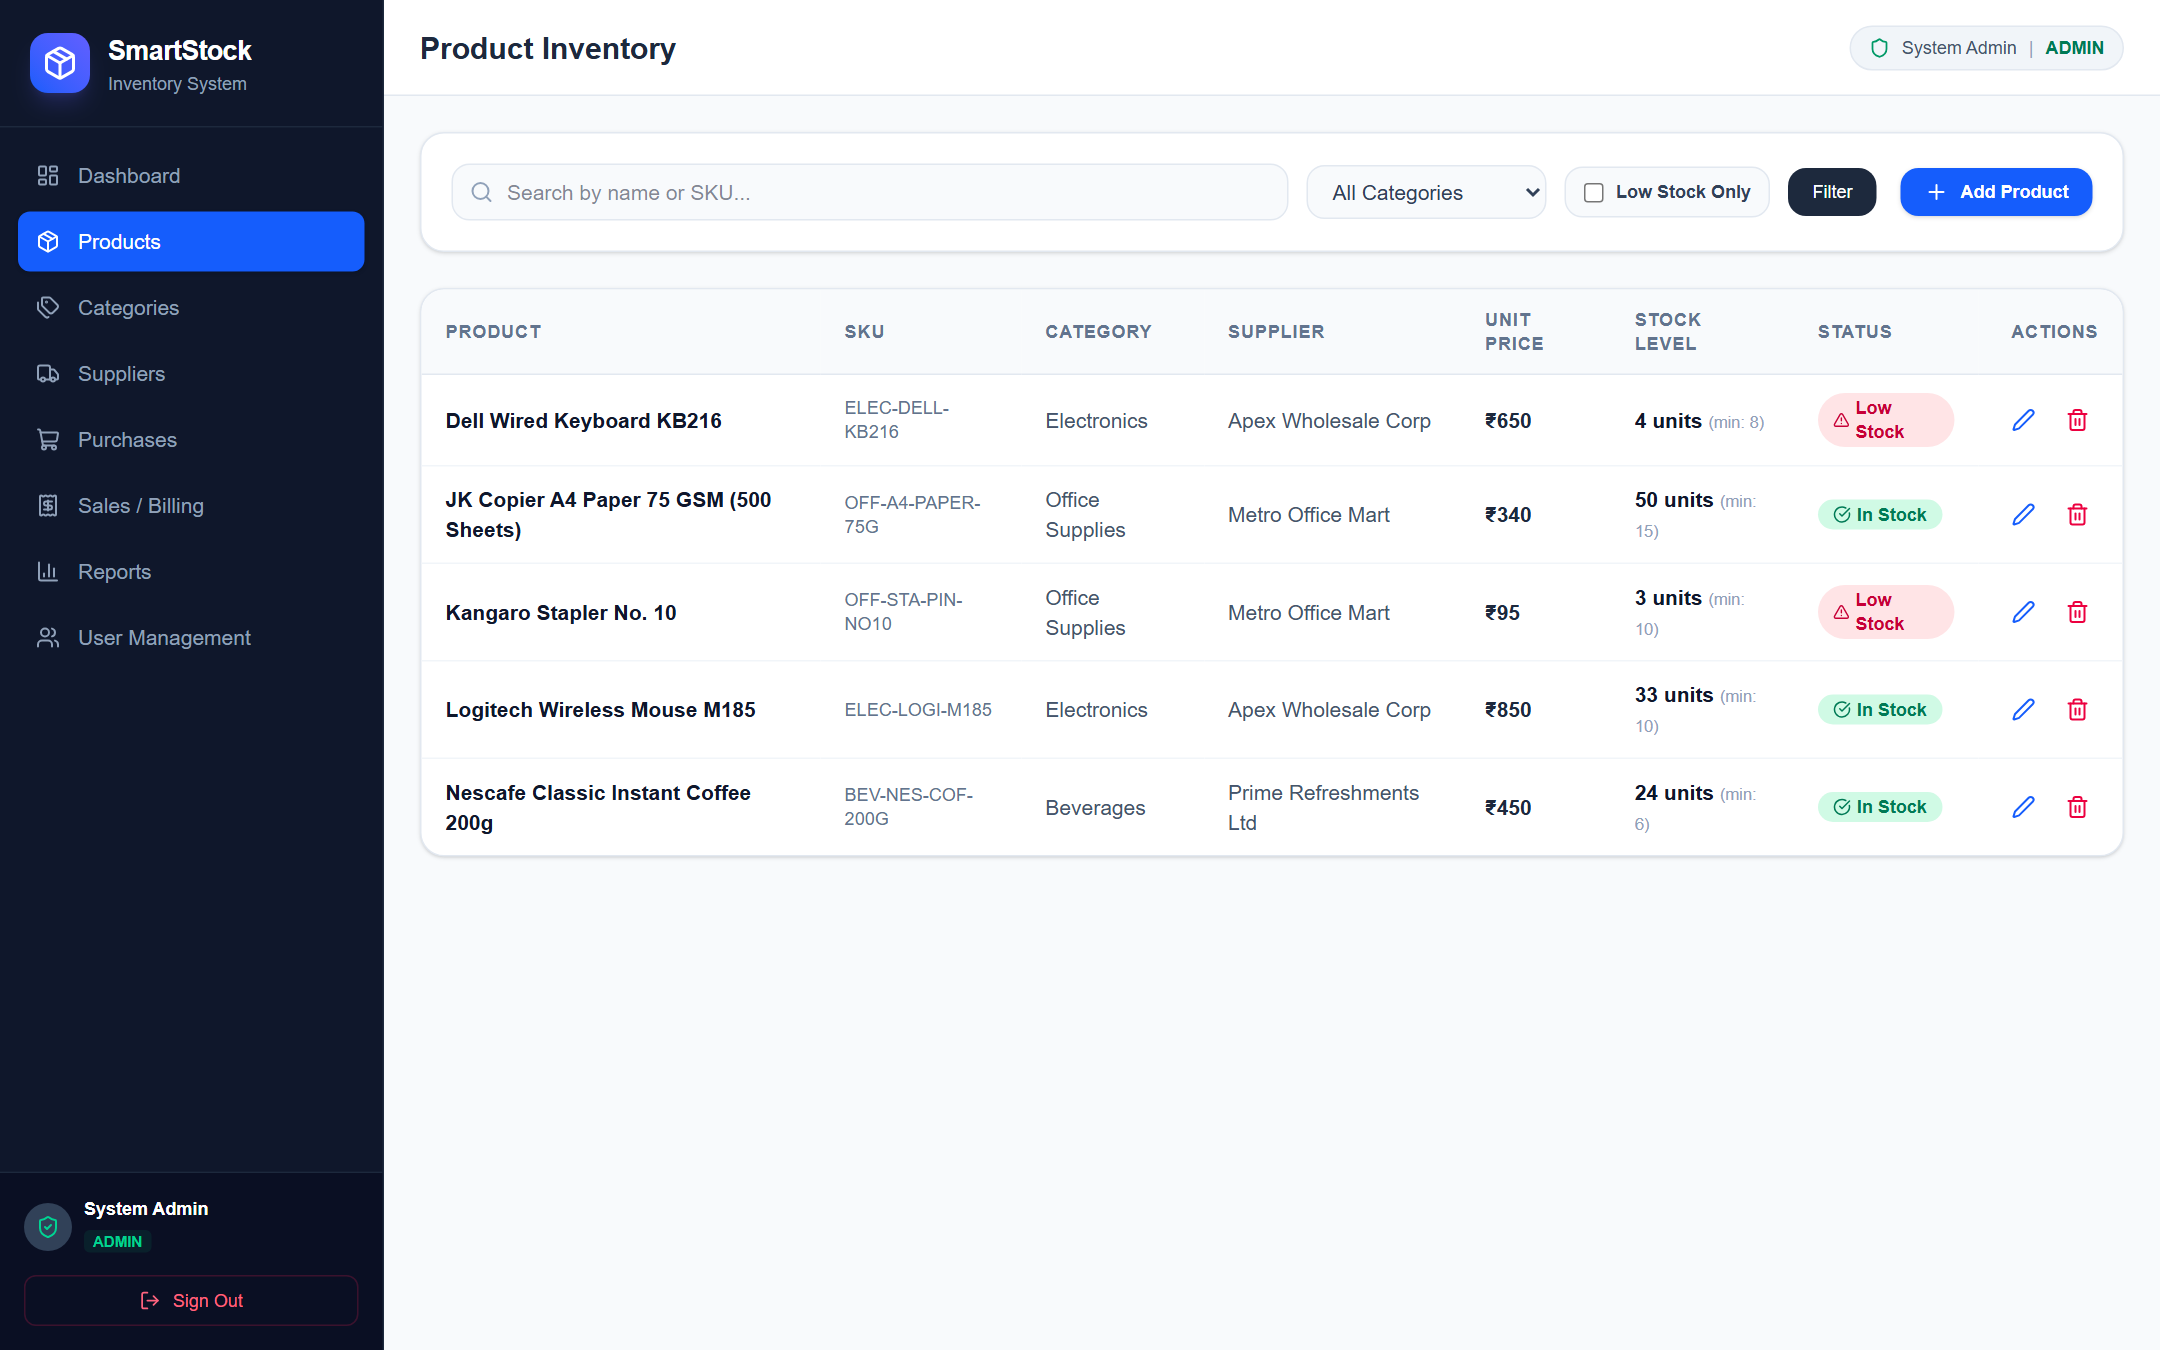 SmartStock
Inventory System
Dashboard
Products
Categories
Suppliers
Purchases
Sales / Billing
Reports
User Management
System Admin
ADMIN
Sign Out
Product Inventory
System Admin | ADMIN
Search by name or SKU...
All Categories
Low Stock Only
Filter
Add Product
PRODUCT SKU CATEGORY SUPPLIER UNIT PRICE STOCK LEVEL STATUS ACTIONS
Dell Wired Keyboard KB216
ELEC-DELL-
KB216
Electronics
Apex Wholesale Corp
₹650
4 units (min: 8)
Low
Stock
JK Copier A4 Paper 75 GSM (500
Sheets)
OFF-A4-PAPER-
75G
Office
Supplies
Metro Office Mart
₹340
50 units (min:
15)
In Stock
Kangaro Stapler No. 10
OFF-STA-PIN-
NO10
Office
Supplies
Metro Office Mart
₹95
3 units (min:
10)
Low
Stock
Logitech Wireless Mouse M185
ELEC-LOGI-M185
Electronics
Apex Wholesale Corp
₹850
33 units (min:
10)
In Stock
Nescafe Classic Instant Coffee
200g
BEV-NES-COF-
200G
Beverages
Prime Refreshments
Ltd
₹450
24 units (min:
6)
In Stock